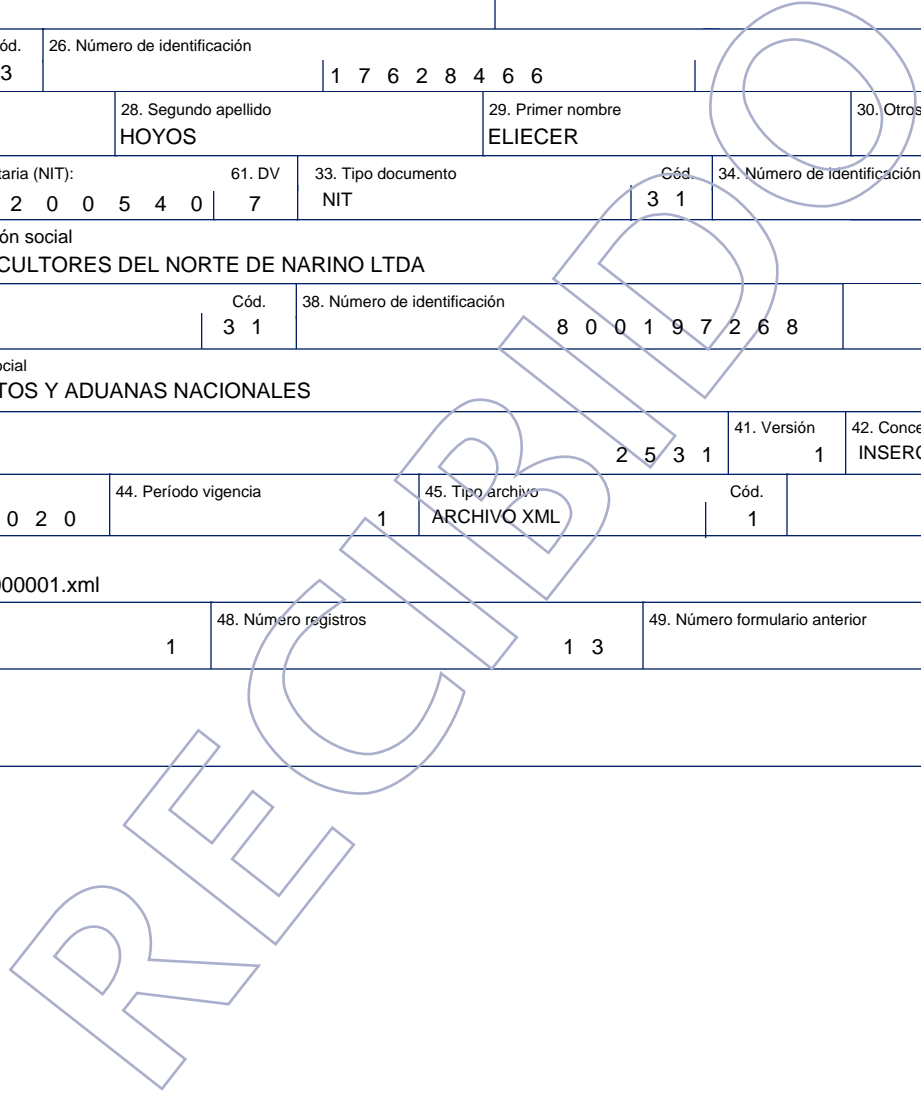 ód. 26. Número de identificación
3 1 7 6 2 8 4 6 6
28. Segundo apellido 29. Primer nombre 30. Otros
HOYOS ELIECER
taria (NIT): 61. DV 33. Tipo documento Cód. 34. Número de identificación
2 0 0 5 4 0 7 NIT 3 1
ón social
CULTORES DEL NORTE DE NARINO LTDA
Cód. 38. Número de identificación
3 1 8 0 0 1 9 7 2 6 8
ocial
TOS Y ADUANAS NACIONALES
41. Versión 42. Conce
2 5 3 1 1 INSERC
44. Período vigencia 45. Tipo archivo Cód.
0 2 0 1 ARCHIVO XML 1
000001.xml
48. Número registros 49. Número formulario anterior
1 1 3
RECIBIDO